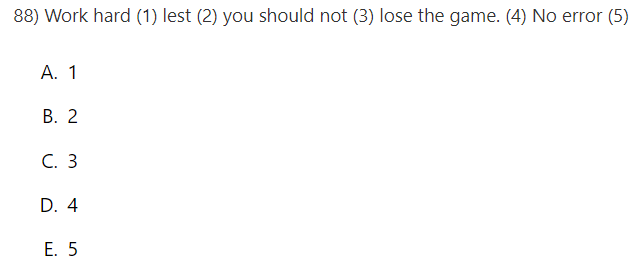 88) Work hard (1) lest (2) you should not (3) lose the game. (4) No error (5)
A. 1
B. 2
C. 3
D. 4
E. 5